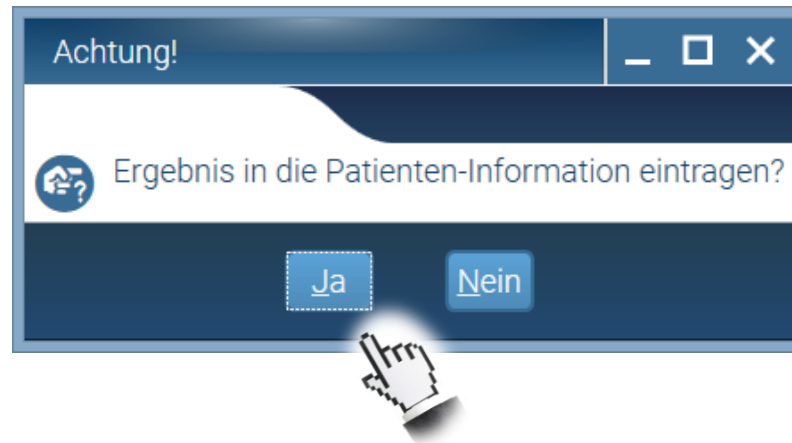 Achtung!
Ergebnis in die Patienten-Information eintragen?
Ja
Nein